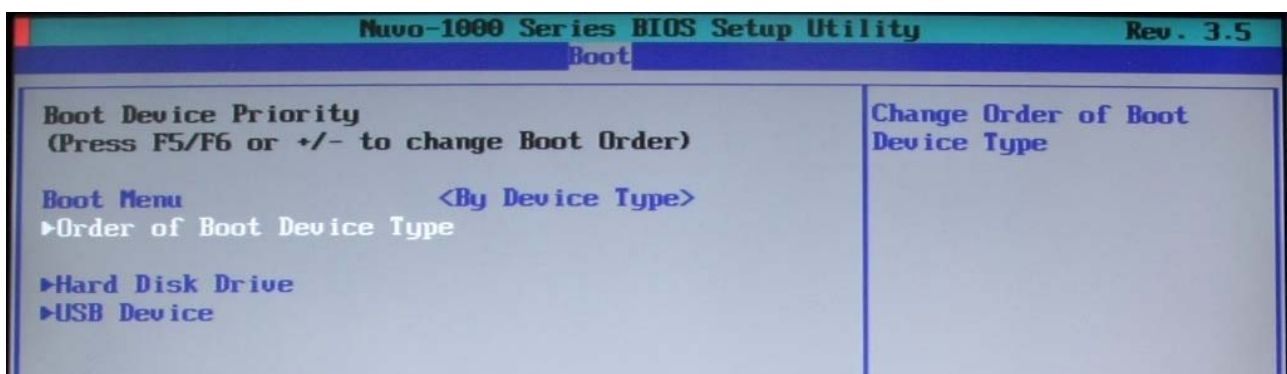 Nuvo-1000 Series BIOS Setup Utility Rev. 3.5
Boot
Boot Device Priority
(Press F5/F6 or +/- to change Boot Order)
Boot Menu <By Device Type>
▶Order of Boot Device Type
▶Hard Disk Drive
▶USB Device
Change Order of Boot
Device Type